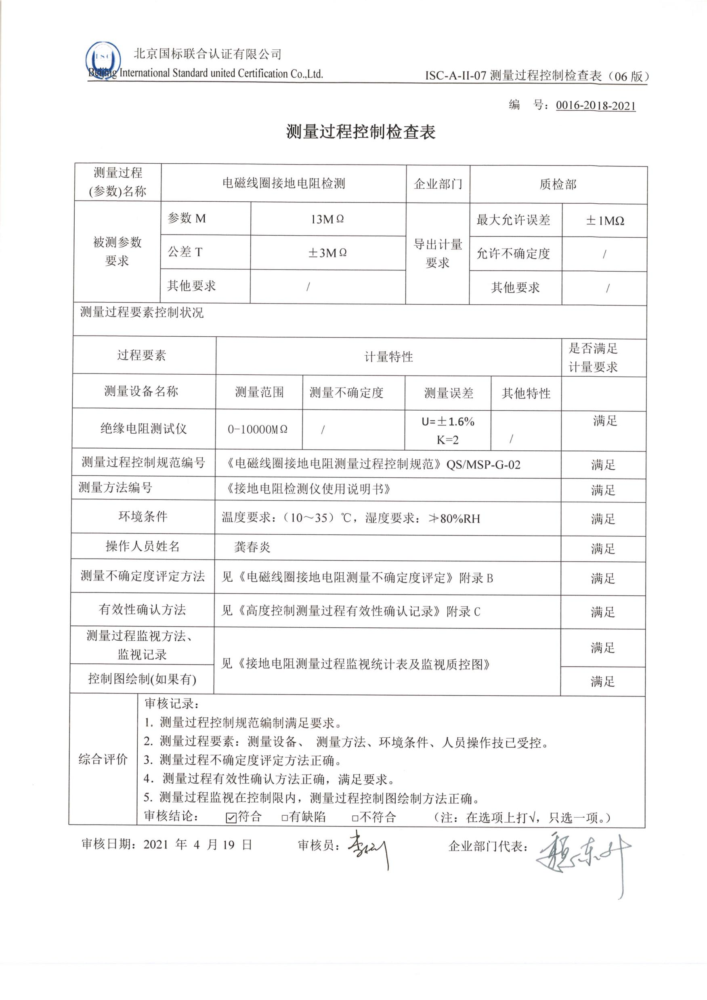 ISC
北京国标联合认证有限公司
Beijing International Standard united Certification Co.,Ltd.
ISC-A-II-07 测量过程控制检查表（06 版）
编 号：0016-2018-2021
测量过程控制检查表
测量过程
(参数)名称
电磁线圈接地电阻检测
企业部门
质检部
被测参数
要求
参数 M
13MΩ
导出计量
要求
最大允许误差
±1MΩ
公差 T
±3MΩ
允许不确定度
/
其他要求
/
其他要求
/
测量过程要素控制状况
过程要素
计量特性
是否满足
计量要求
测量设备名称
测量范围
测量不确定度
测量误差
其他特性
绝缘电阻测试仪
0-10000MΩ
/
U=±1.6%
K=2
/
满足
测量过程控制规范编号
《电磁线圈接地电阻测量过程控制规范》QS/MSP-G-02
满足
测量方法编号
《接地电阻检测仪使用说明书》
满足
环境条件
温度要求：（10～35）℃，湿度要求：≯80%RH
满足
操作人员姓名
龚春炎
满足
测量不确定度评定方法
见《电磁线圈接地电阻测量不确定度评定》附录 B
满足
有效性确认方法
见《高度控制测量过程有效性确认记录》附录 C
满足
测量过程监视方法、
监视记录
见《接地电阻测量过程监视统计表及监视质控图》
满足
控制图绘制(如果有)
满足
综合评价
审核记录：
1. 测量过程控制规范编制满足要求。
2. 测量过程要素：测量设备、 测量方法、环境条件、人员操作技已受控。
3. 测量过程不确定度评定方法正确。
4. 测量过程有效性确认方法正确，满足要求。
5. 测量过程监视在控制限内，测量过程控制图绘制方法正确。
审核结论： ☑符合 □有缺陷 □不符合 （注：在选项上打√，只选一项。）
审核日期：2021 年 4 月 19 日 审核员： 企业部门代表：